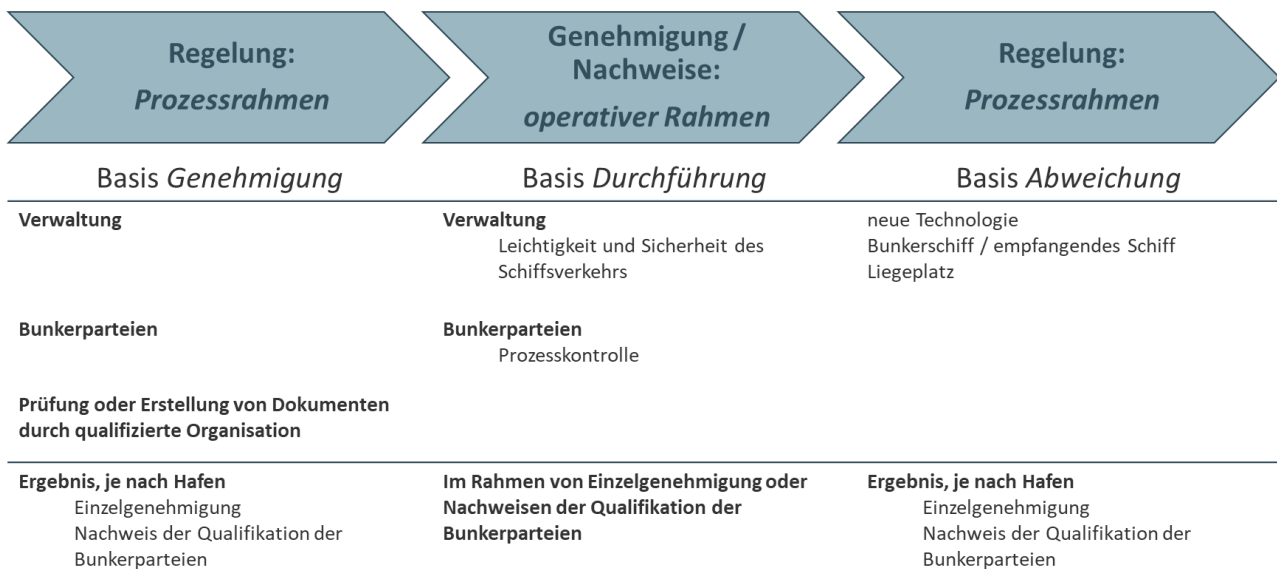 Regelung:
Prozessrahmen
Genehmigung /
Nachweise:
operativer Rahmen
Regelung:
Prozessrahmen
Basis Genehmigung
Basis Durchführung
Basis Abweichung
Verwaltung
Bunkerparteien
Prüfung oder Erstellung von Dokumenten
durch qualifizierte Organisation
Verwaltung
Leichtigkeit und Sicherheit des
Schiffsverkehrs
Bunkerparteien
Prozesskontrolle
neue Technologie
Bunkerschiff / empfangendes Schiff
Liegeplatz
Ergebnis, je nach Hafen
Einzelgenehmigung
Nachweis der Qualifikation der
Bunkerparteien
Im Rahmen von Einzelgenehmigung oder
Nachweisen der Qualifikation der
Bunkerparteien
Ergebnis, je nach Hafen
Einzelgenehmigung
Nachweis der Qualifikation der
Bunkerparteien